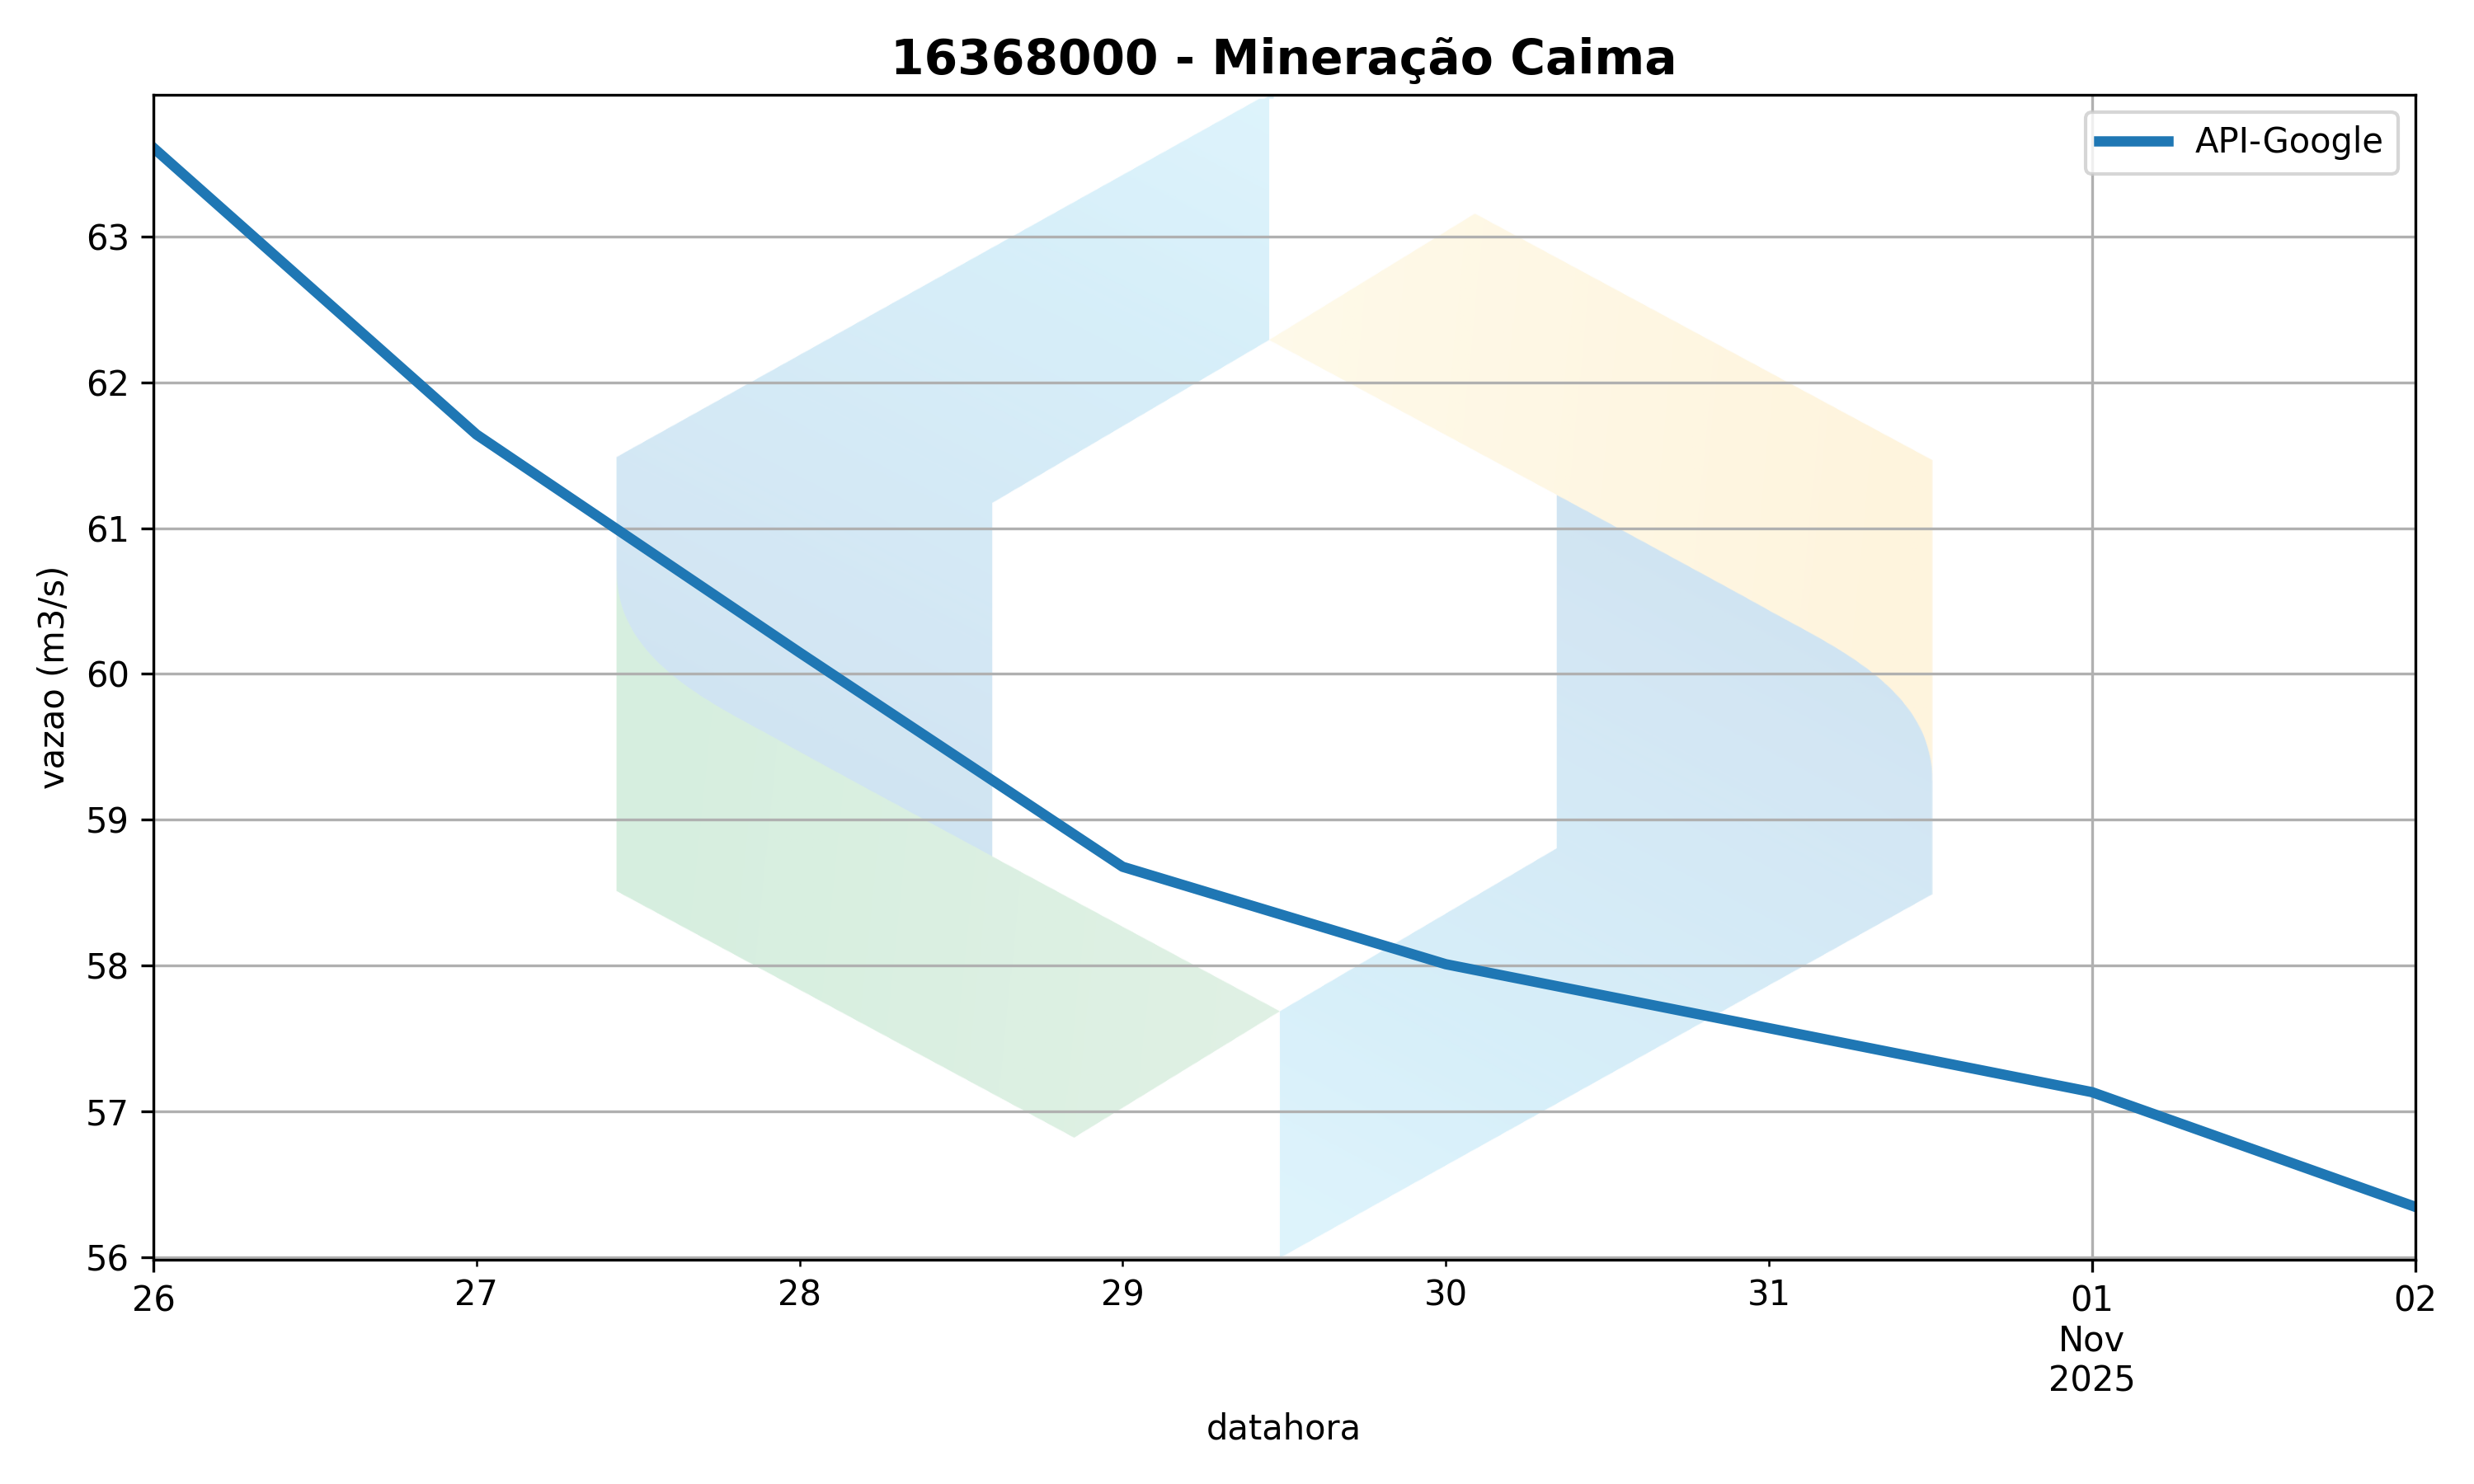 16368000 - Mineração Caima
API-Google
vazao (m3/s)
63
62
61
60
59
58
57
56
26 27 28 29 30 31 01 02
Nov
2025
datahora